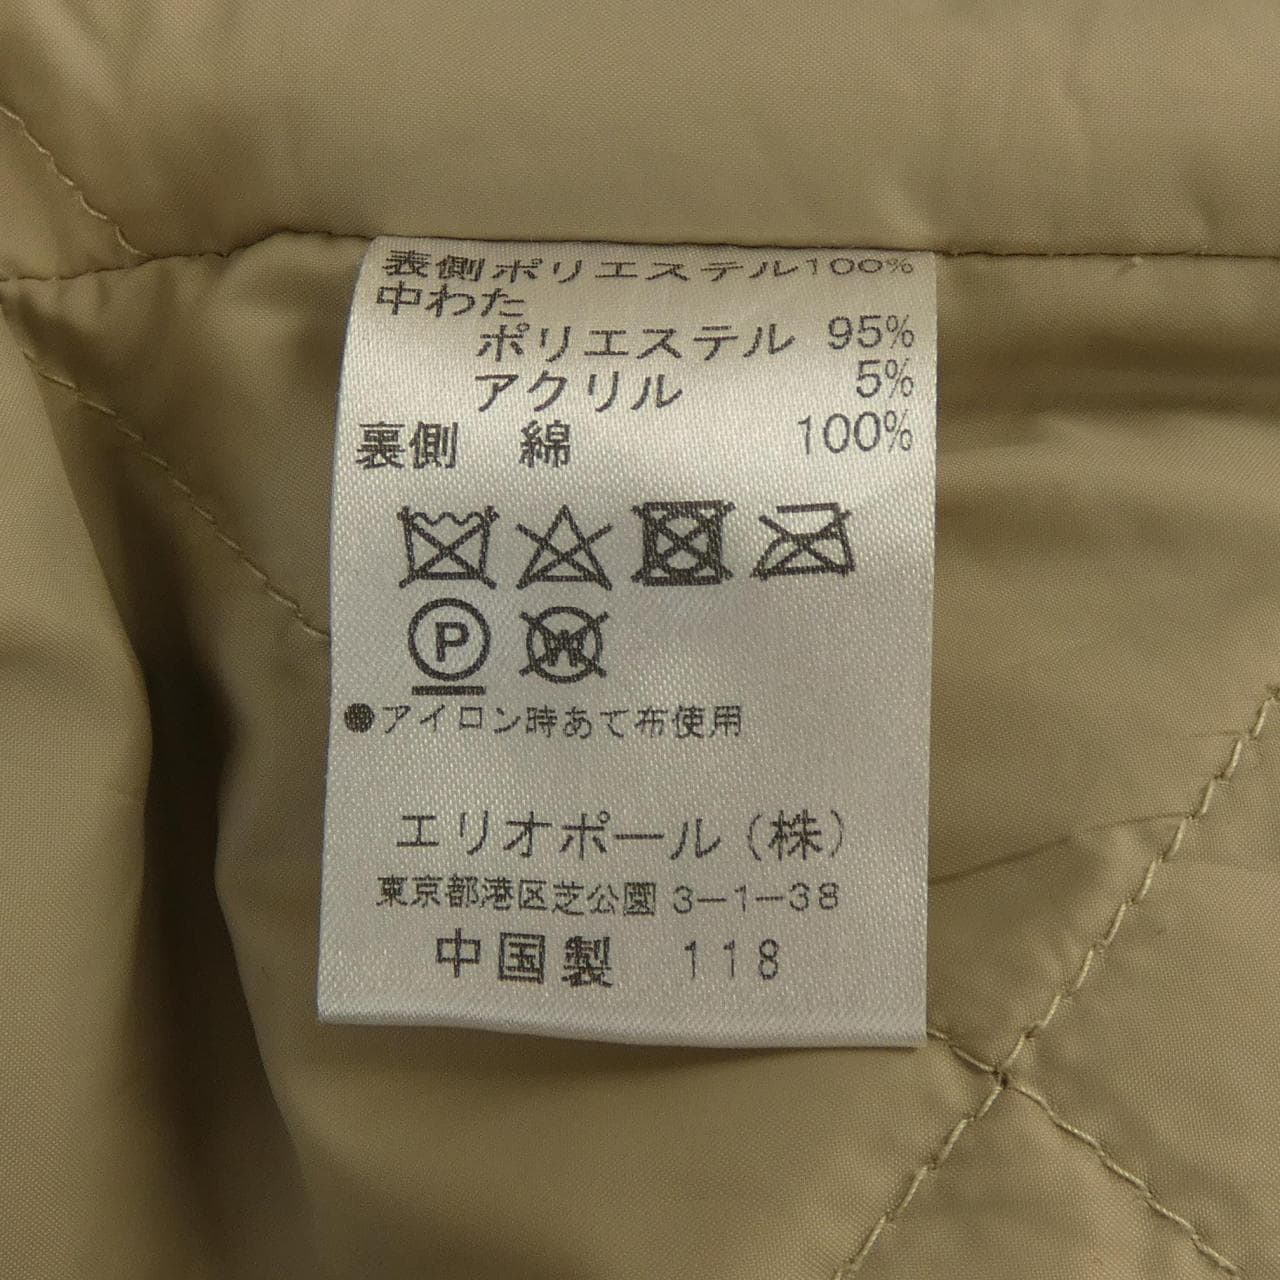 表側ポリエステル100%
中わた
ポリエステル 95%
アクリル 5%
裏側 綿 100%
P W
●アイロン時あて布使用
エリオポール(株)
東京都港区芝公園3-1-38
中国製 118